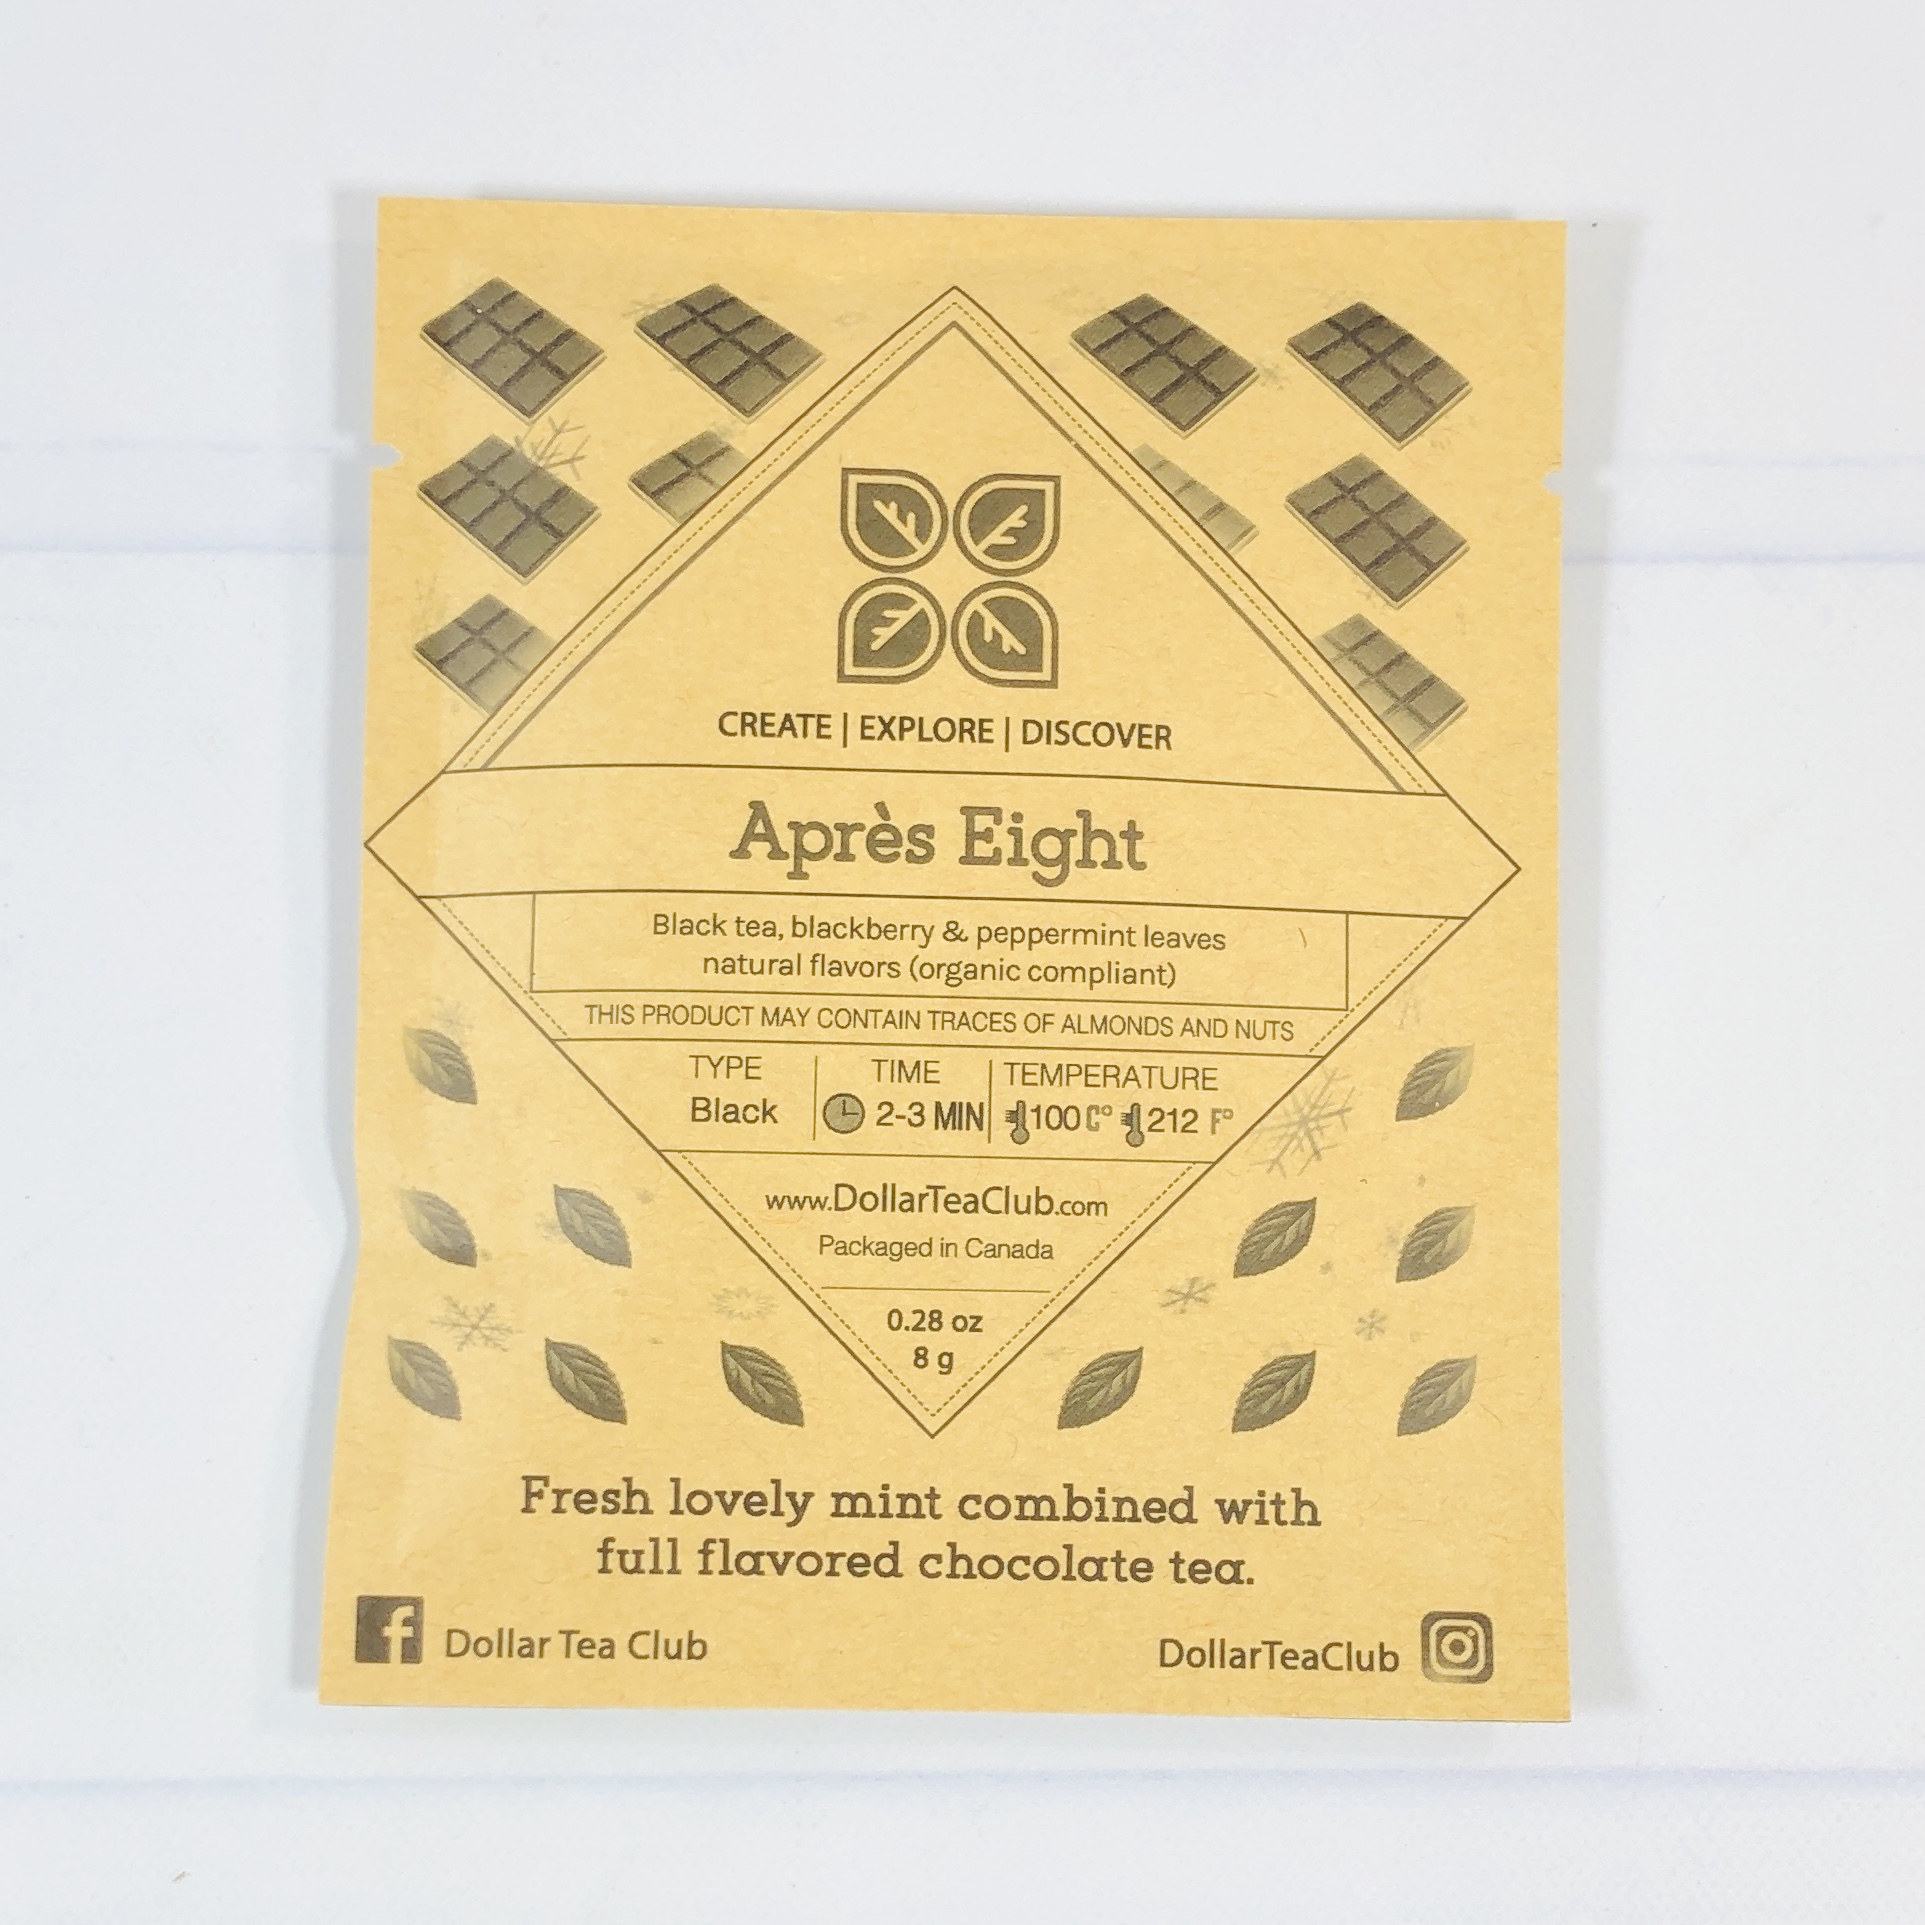 CREATE | EXPLORE | DISCOVER
Après Eight
Black tea, blackberry & peppermint leaves
natural flavors (organic compliant)
THIS PRODUCT MAY CONTAIN TRACES OF ALMONDS AND NUTS
TYPE | TIME | TEMPERATURE
Black | 2-3 MIN | 100 C° 212 F°
www.DollarTeaClub.com
Packaged in Canada
0.28 oz
8 g
Fresh lovely mint combined with
full flavored chocolate tea.
f Dollar Tea Club DollarTeaClub